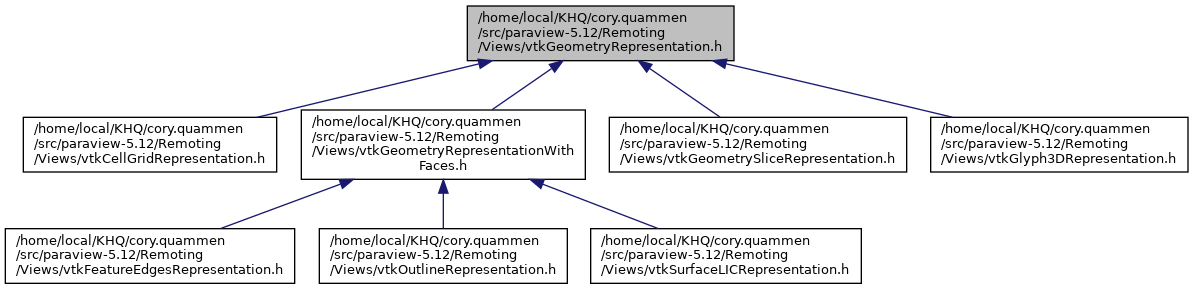 /home/local/KHQ/cory.quammen
/src/paraview-5.12/Remoting
/Views/vtkGeometryRepresentation.h
/home/local/KHQ/cory.quammen
/src/paraview-5.12/Remoting
/Views/vtkCellGridRepresentation.h
/home/local/KHQ/cory.quammen
/src/paraview-5.12/Remoting
/Views/vtkGeometryRepresentationWith
Faces.h
/home/local/KHQ/cory.quammen
/src/paraview-5.12/Remoting
/Views/vtkGeometrySliceRepresentation.h
/home/local/KHQ/cory.quammen
/src/paraview-5.12/Remoting
/Views/vtkGlyph3DRepresentation.h
/home/local/KHQ/cory.quammen
/src/paraview-5.12/Remoting
/Views/vtkFeatureEdgesRepresentation.h
/home/local/KHQ/cory.quammen
/src/paraview-5.12/Remoting
/Views/vtkOutlineRepresentation.h
/home/local/KHQ/cory.quammen
/src/paraview-5.12/Remoting
/Views/vtkSurfaceLICRepresentation.h